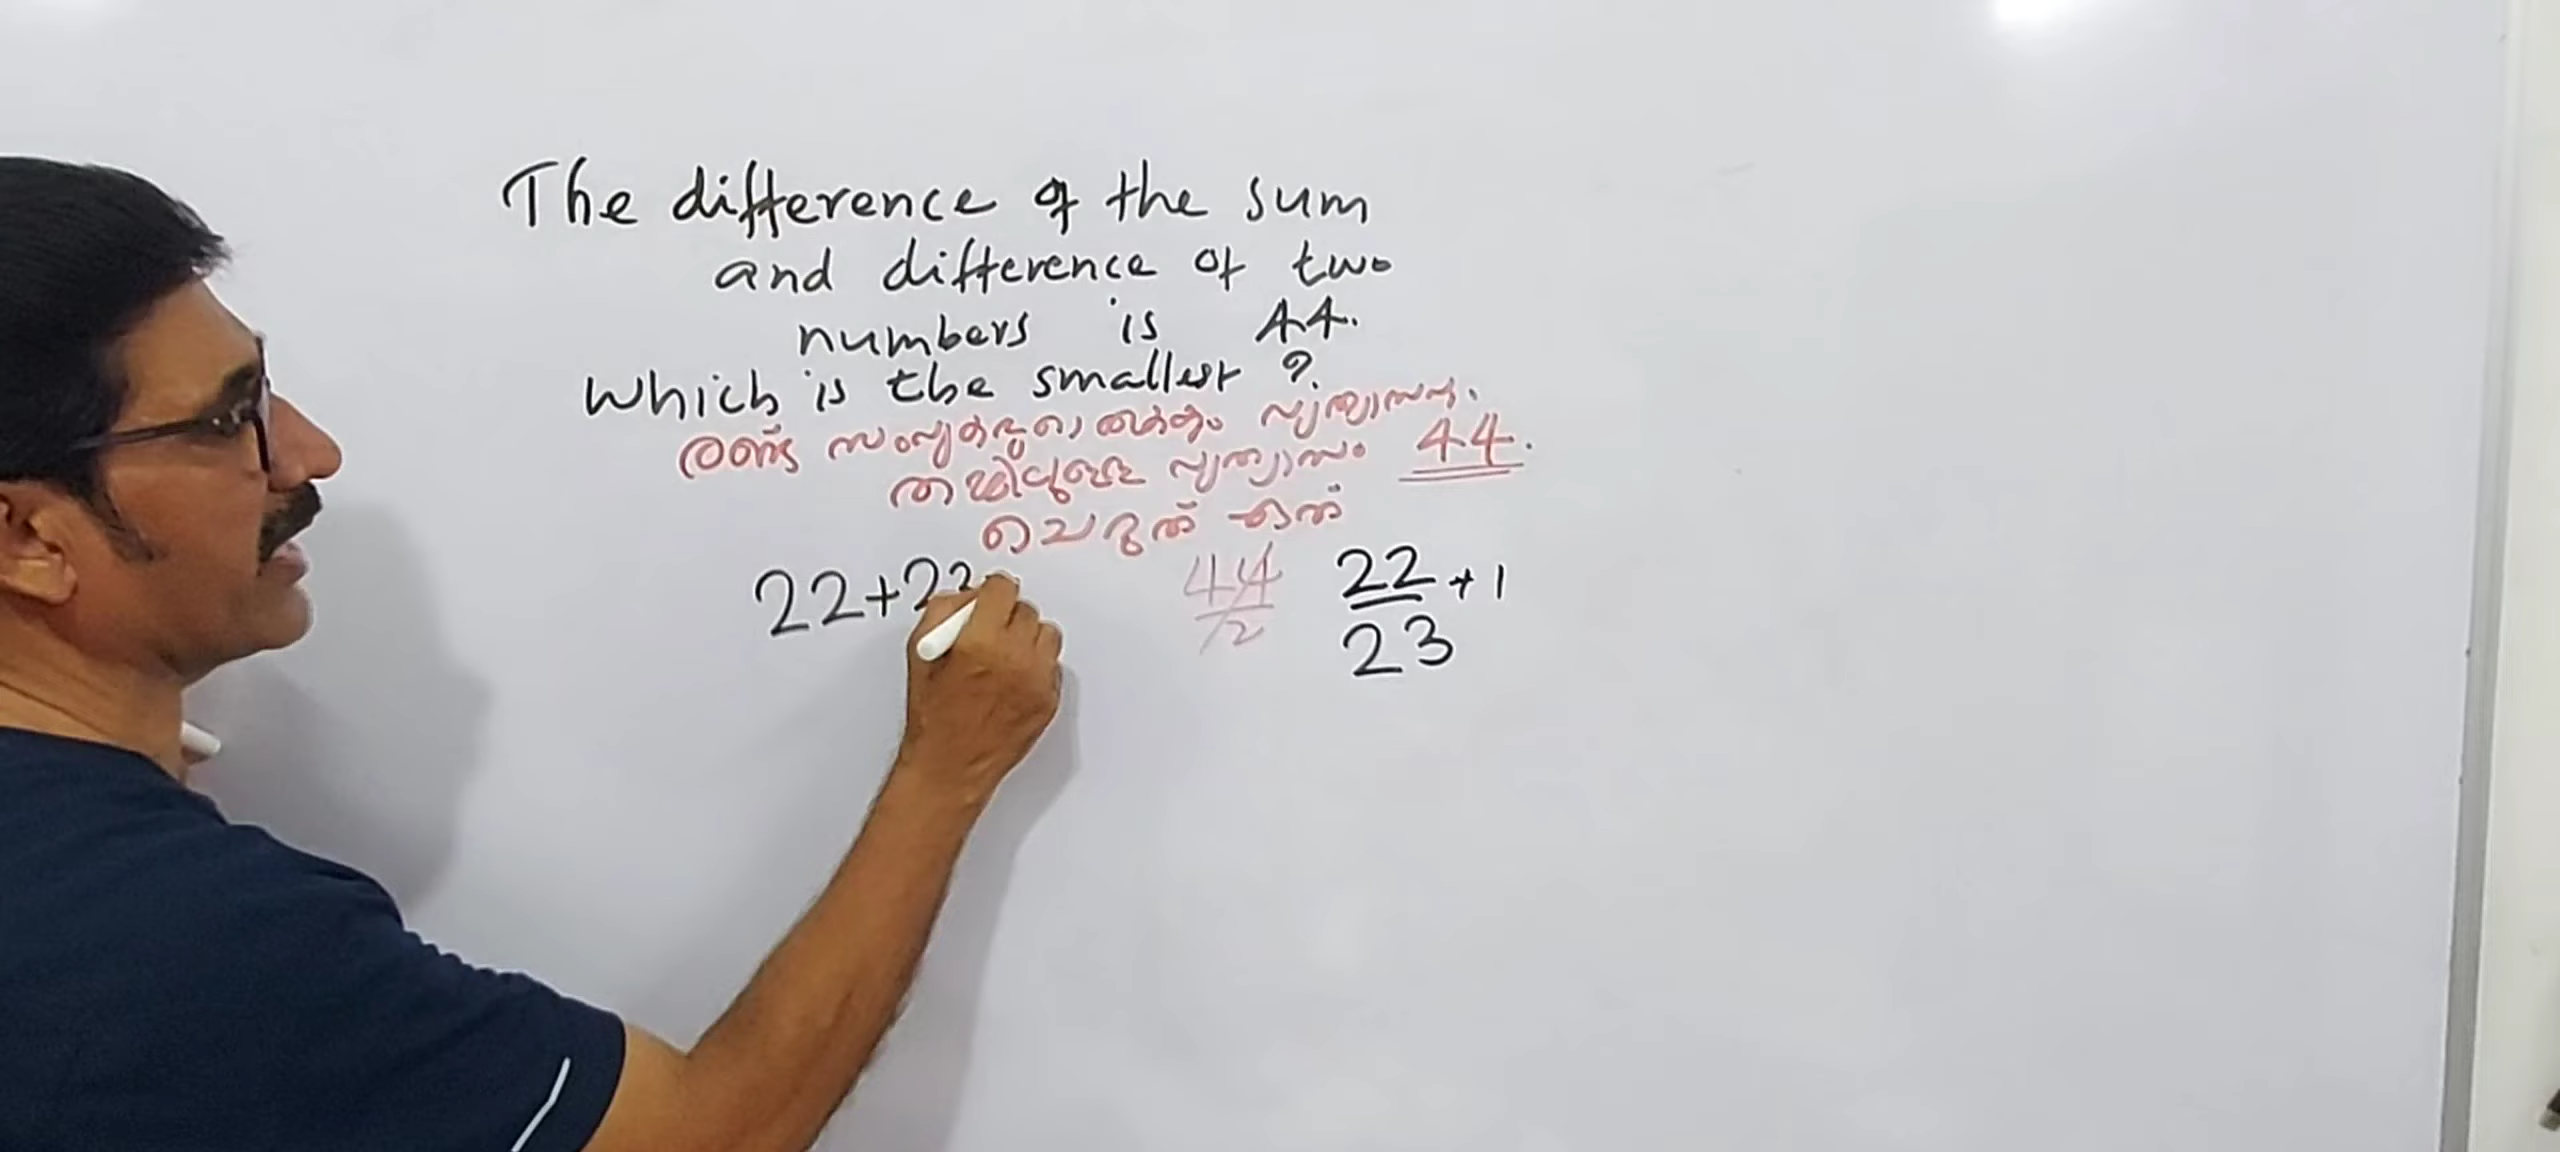 The difference of the sum
and difference of two
numbers is 44.
which is the smallest ?
രണ്ട് സംഖ്യകളുടെ തുകയും വ്യത്യാസവും
തമ്മിലുള്ള വ്യത്യാസം 44.
ചെറുത് ഏത്
22+23
44/2
22 + 1
23